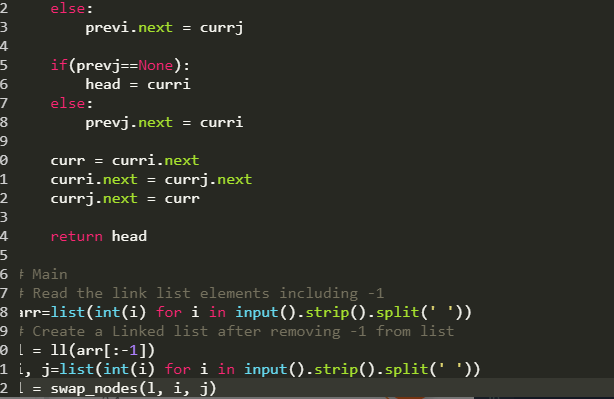 2 else:
3 previ.next = currj
4
5 if(prevj==None):
6 head = curri
7 else:
8 prevj.next = curri
9
0 curr = curri.next
1 curri.next = currj.next
2 currj.next = curr
3
4 return head
5
6 # Main
7 # Read the link list elements including -1
8 arr=list(int(i) for i in input().strip().split(' '))
9 # Create a Linked list after removing -1 from list
0 l = ll(arr[:-1])
1 i, j=list(int(i) for i in input().strip().split(' '))
2 l = swap_nodes(l, i, j)